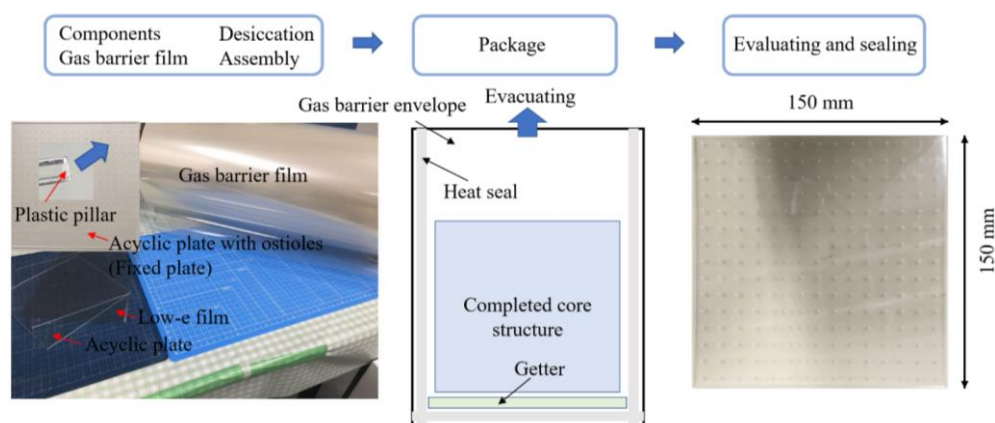 Components Desiccation
Gas barrier film Assembly
Package
Evaluating and sealing
Gas barrier envelope
Evacuating
150 mm
Gas barrier film
Plastic pillar
Acyclic plate with ostioles
(Fixed plate)
Low-e film
Acyclic plate
Heat seal
Completed core
structure
Getter
150 mm